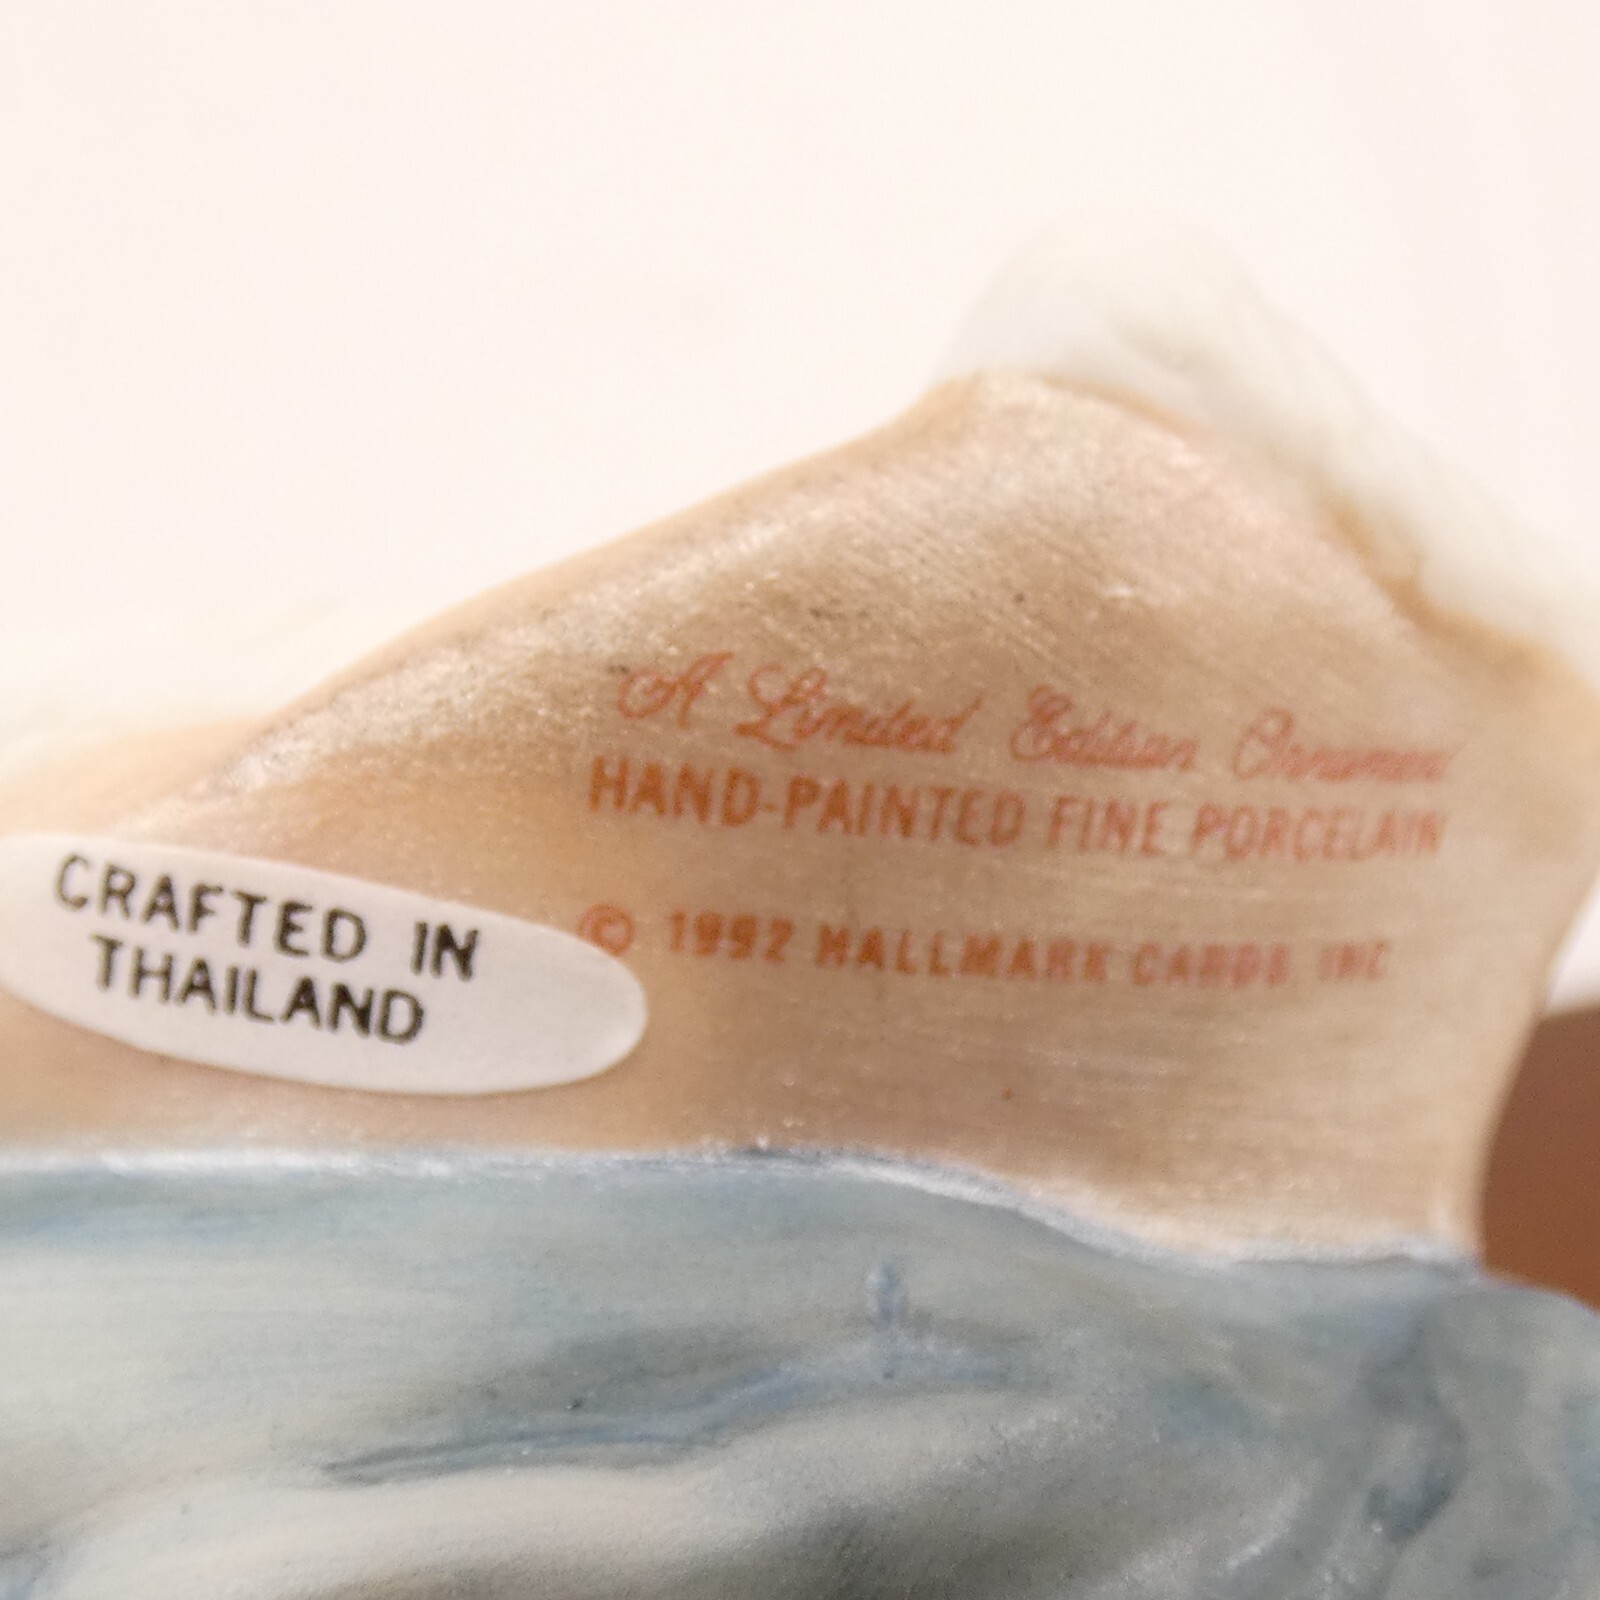 A Limited Edition Ornament
HAND-PAINTED FINE PORCELAIN
© 1992 HALLMARK CARDS, INC.
CRAFTED IN
THAILAND